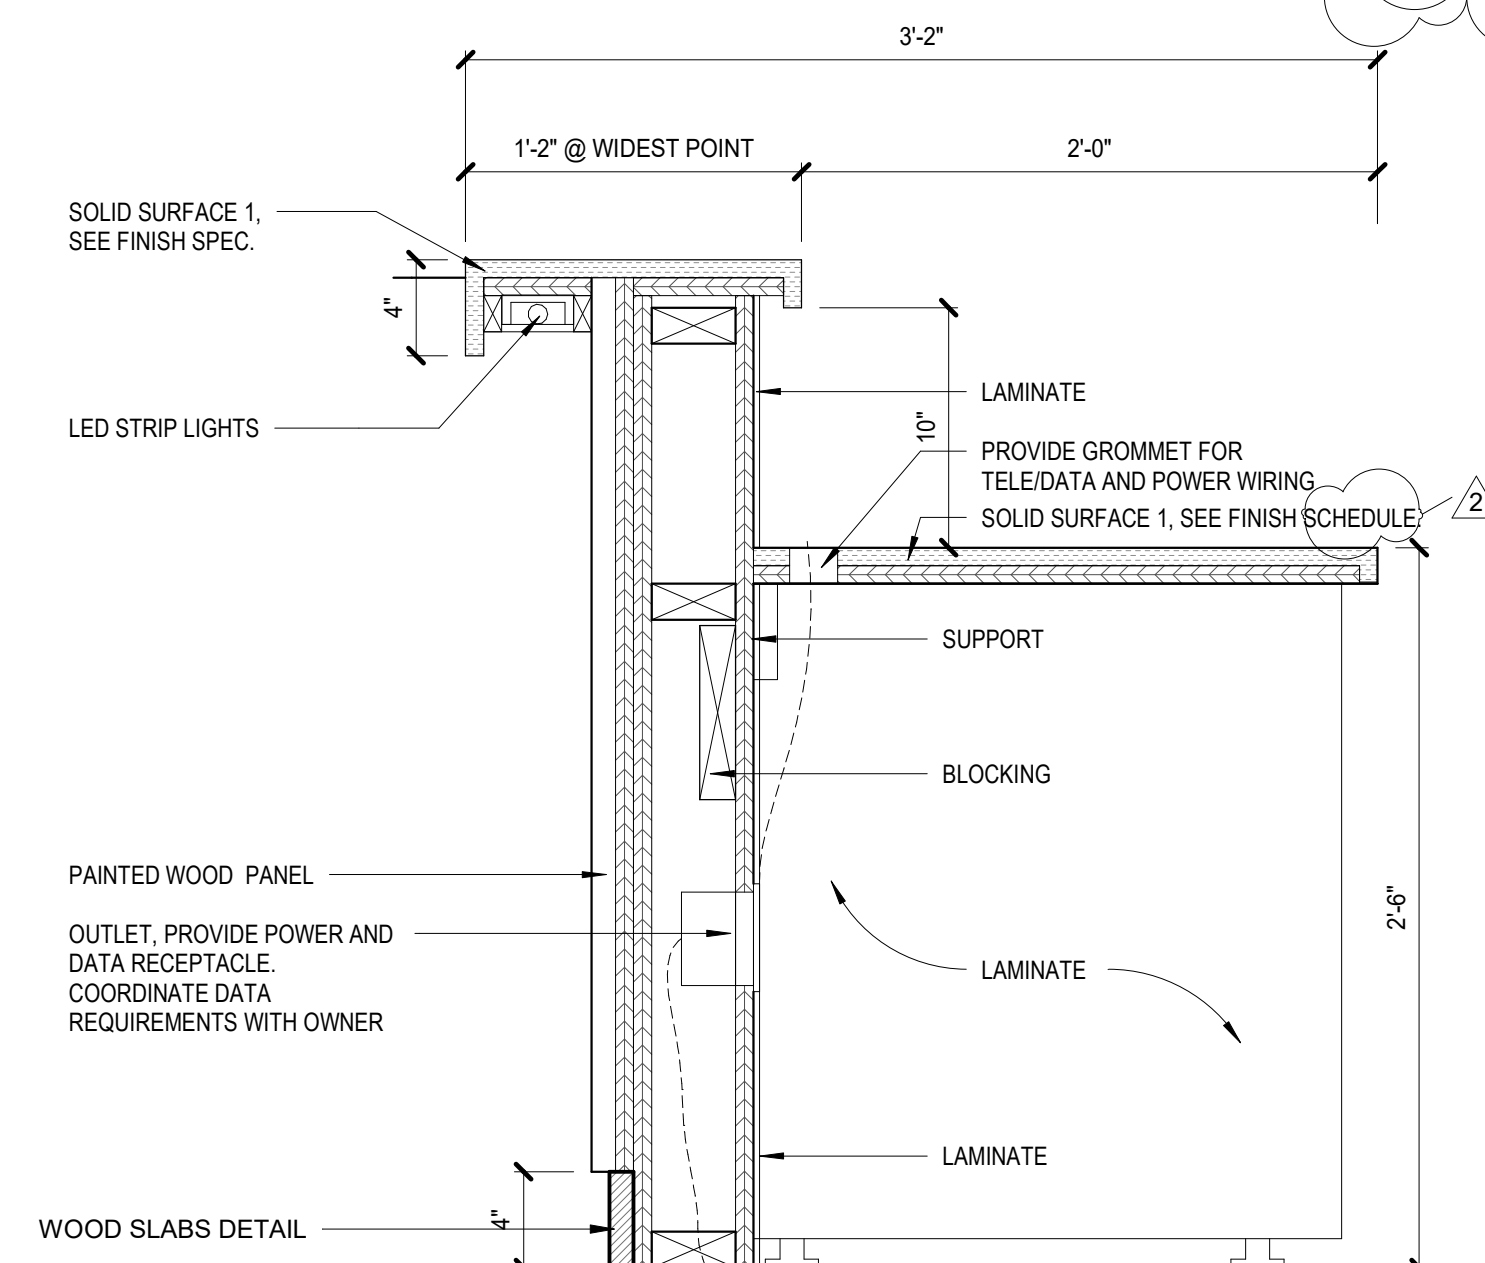 3'-2"
1'-2" @ WIDEST POINT
2'-0"
SOLID SURFACE 1,
SEE FINISH SPEC.
4"
LED STRIP LIGHTS
LAMINATE
10"
PROVIDE GROMMET FOR
TELE/DATA AND POWER WIRING
SOLID SURFACE 1, SEE FINISH SCHEDULE.
2
SUPPORT
BLOCKING
PAINTED WOOD  PANEL
OUTLET, PROVIDE POWER AND
DATA RECEPTACLE.
COORDINATE DATA
REQUIREMENTS WITH OWNER
2'-6"
LAMINATE
LAMINATE
WOOD SLABS DETAIL
4"